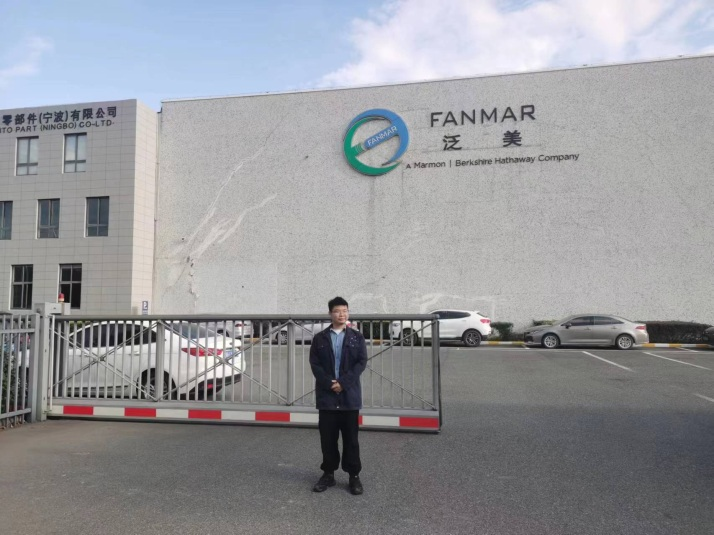 零部件(宁波)有限公司
UTO PART (NINGBO) CO-LTD
FANMAR
FANMAR
泛美
A Marmon | Berkshire Hathaway Company